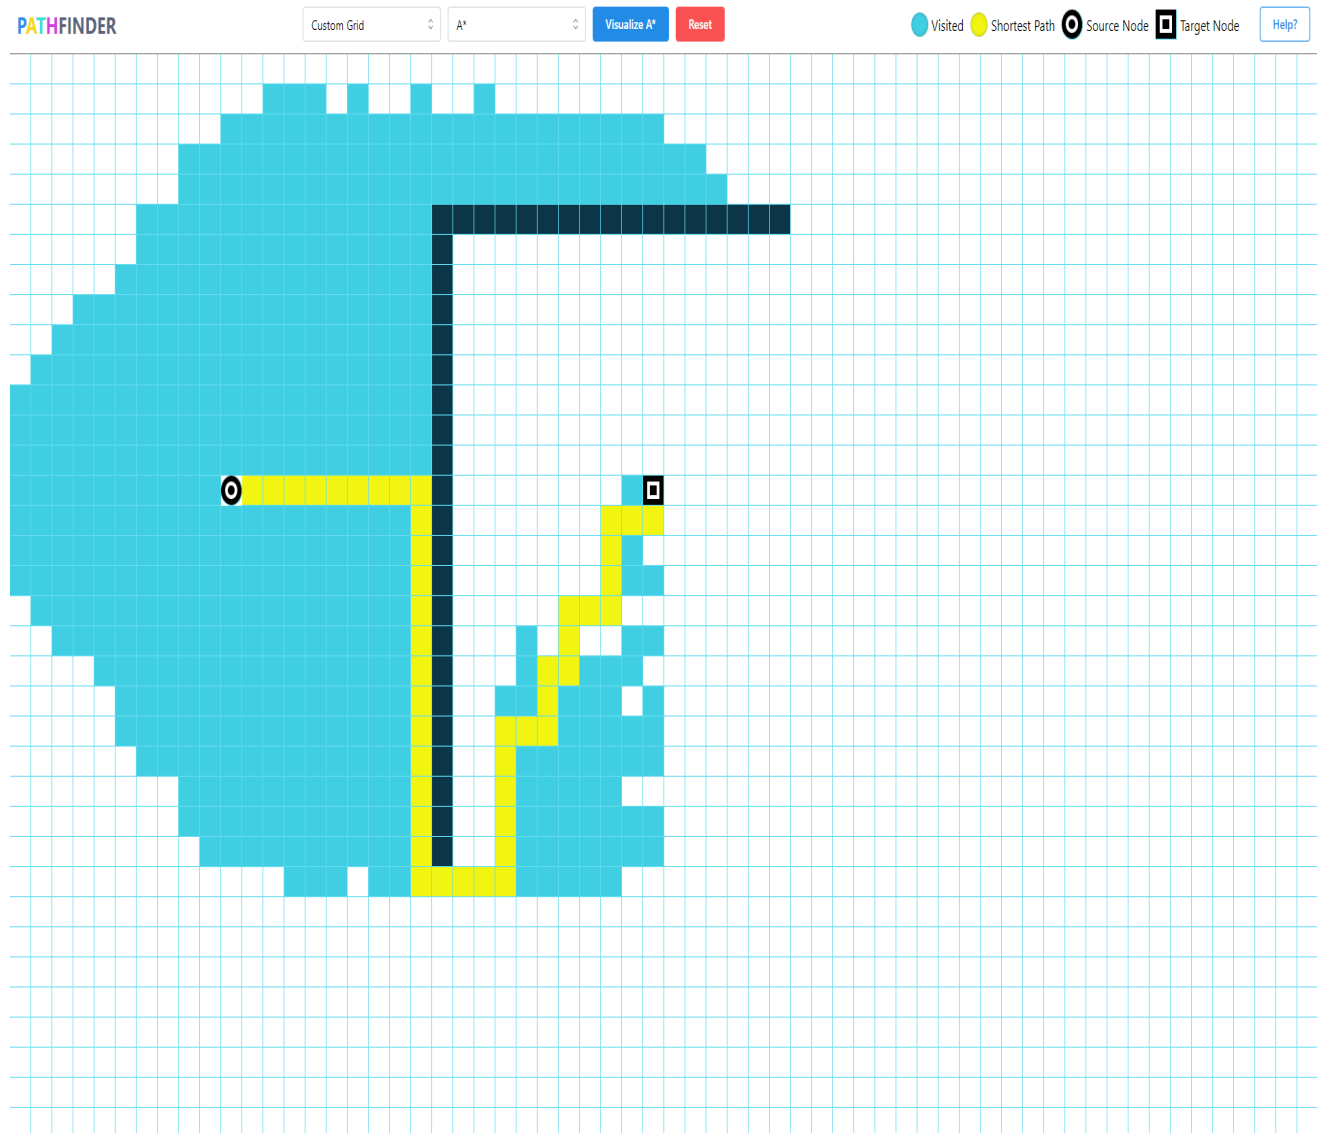 PATHFINDER
Custom Grid
A*
Visualize A*
Reset
Visited
Shortest Path
Source Node
Target Node
Help?